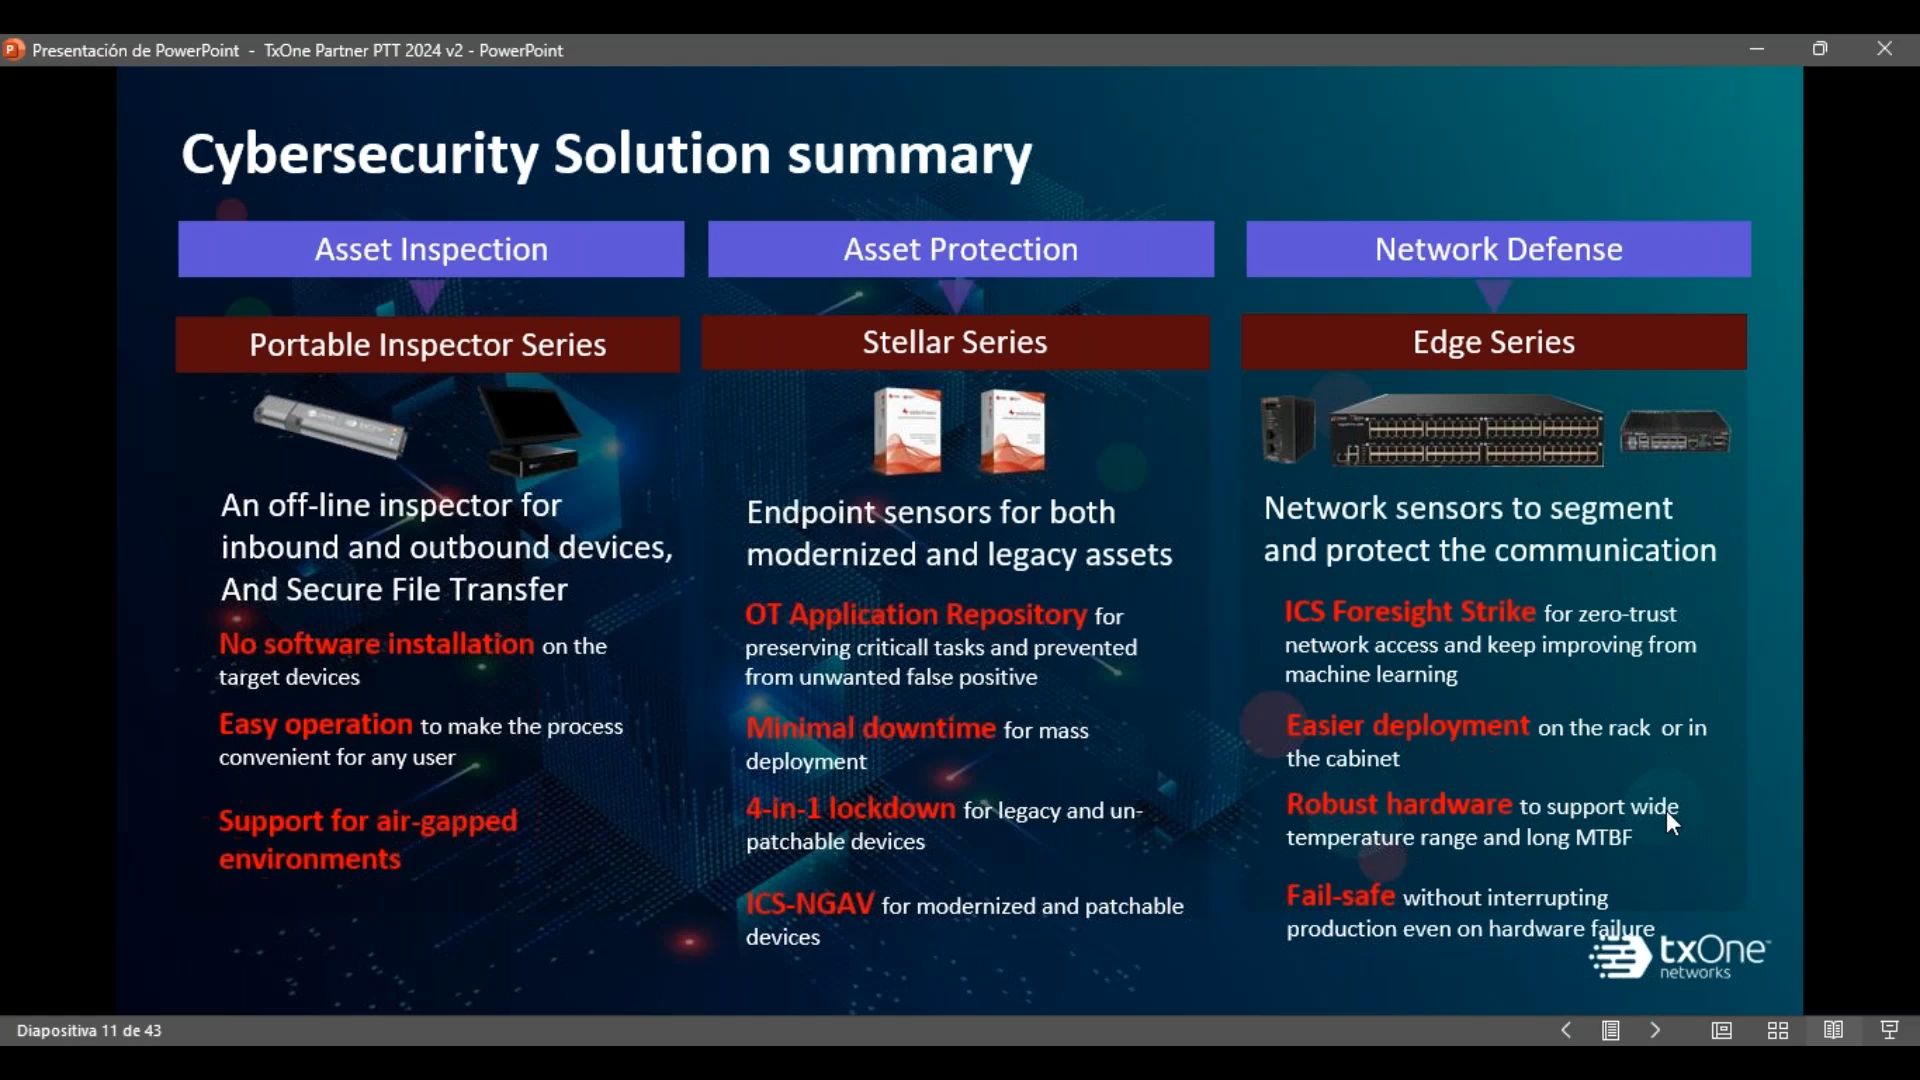 Presentación de PowerPoint - TxOne Partner PTT 2024 v2 - PowerPoint
Cybersecurity Solution summary
Asset Inspection
Portable Inspector Series
An off-line inspector for
inbound and outbound devices,
And Secure File Transfer
No software installation on the
target devices
Easy operation to make the process
convenient for any user
Support for air-gapped
environments
Asset Protection
Stellar Series
Endpoint sensors for both
modernized and legacy assets
OT Application Repository for
preserving criticall tasks and prevented
from unwanted false positive
Minimal downtime for mass
deployment
4-in-1 lockdown for legacy and un-
patchable devices
ICS-NGAV for modernized and patchable
devices
Network Defense
Edge Series
Network sensors to segment
and protect the communication
ICS Foresight Strike for zero-trust
network access and keep improving from
machine learning
Easier deployment on the rack or in
the cabinet
Robust hardware to support wide
temperature range and long MTBF
Fail-safe without interrupting
production even on hardware failure
txOne
networks
Diapositiva 11 de 43